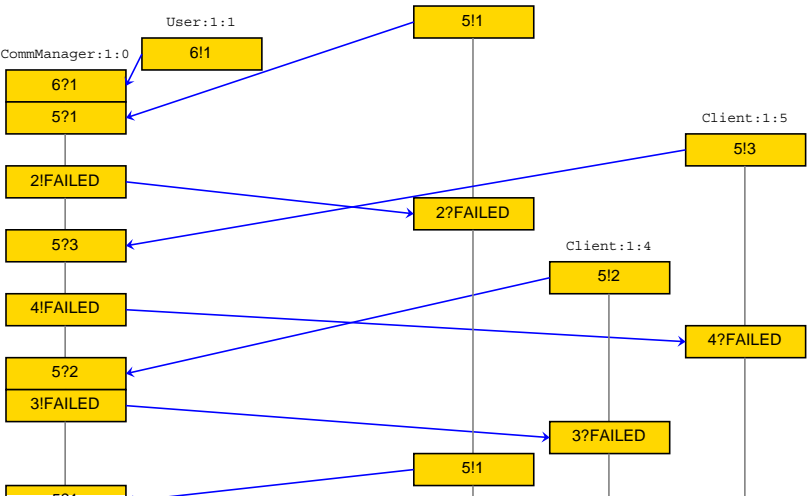 5!1
User:1:1
6!1
CommManager:1:0
6?1
5?1
Client:1:5
5!3
2!FAILED
2?FAILED
5?3
Client:1:4
5!2
4!FAILED
4?FAILED
5?2
3!FAILED
3?FAILED
5!1
5?1